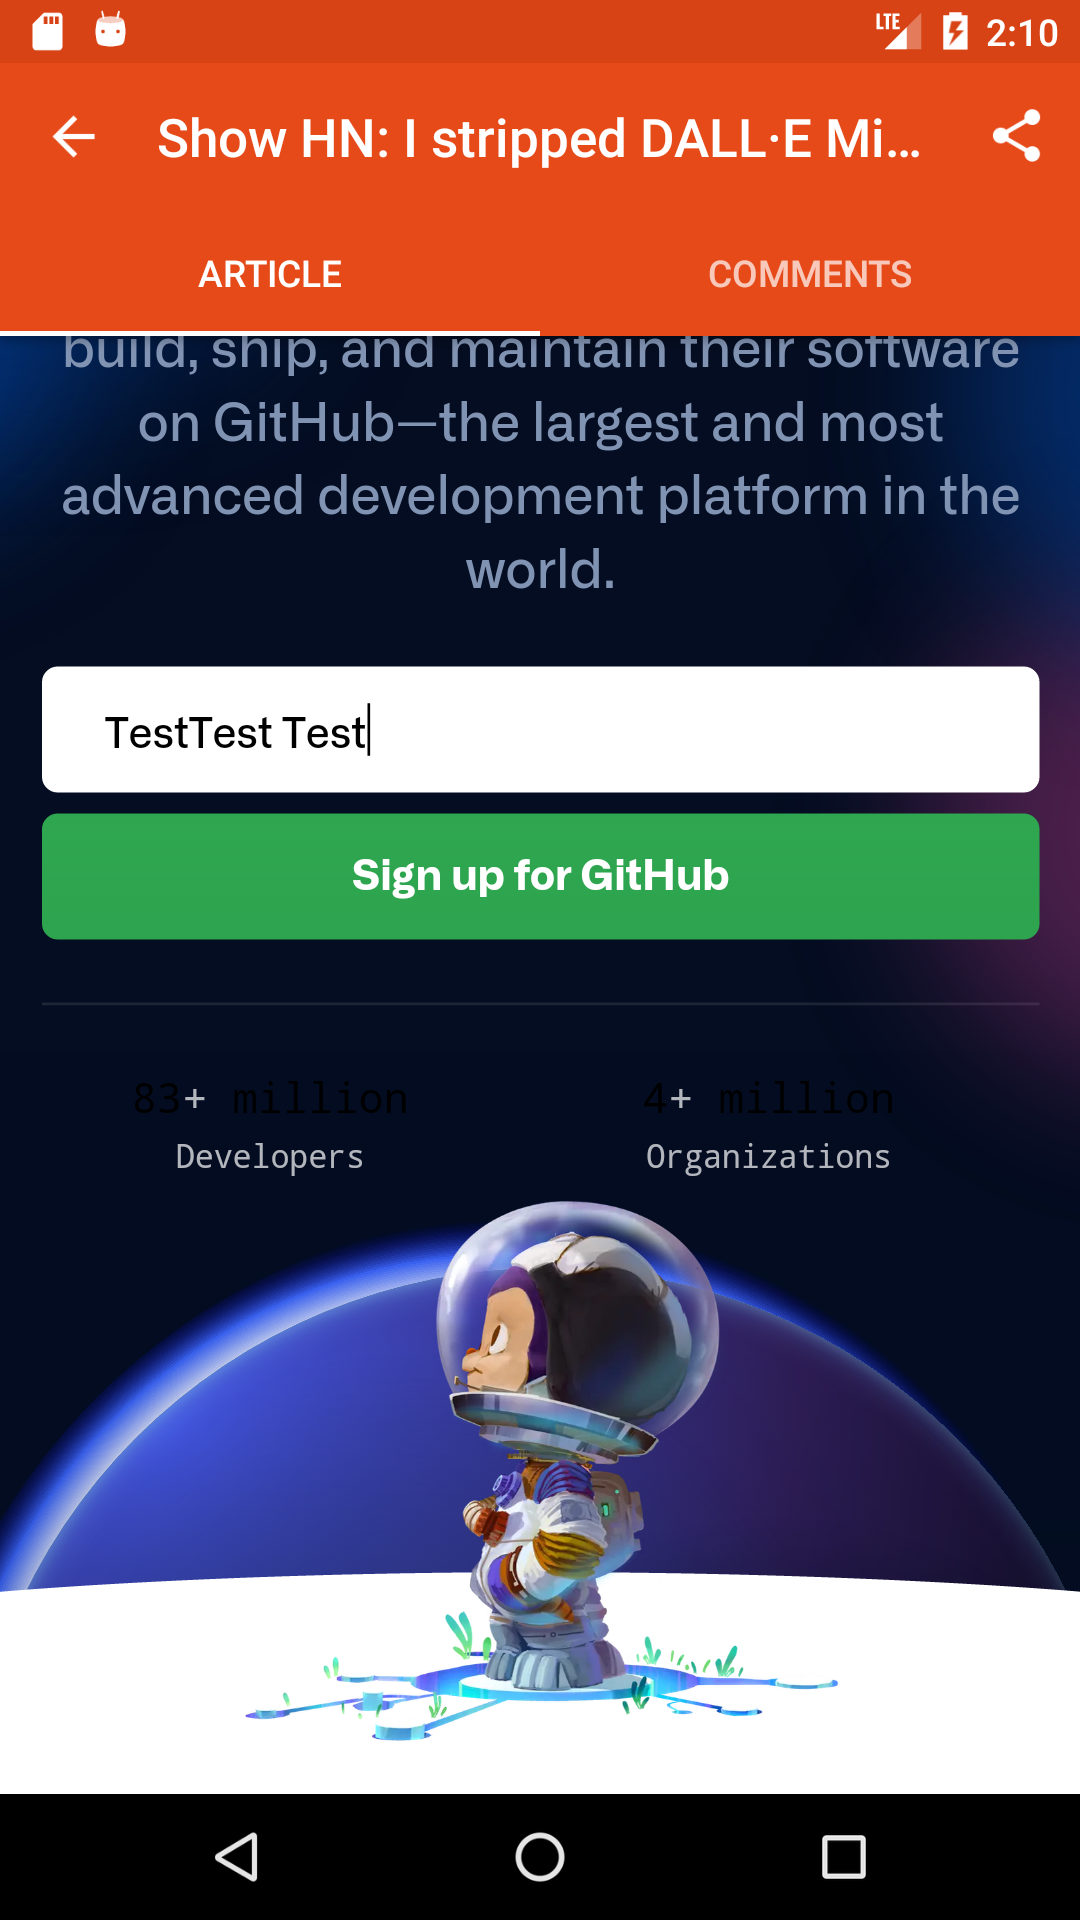 LTE 2:10
Show HN: I stripped DALL·E Mi...
ARTICLE COMMENTS
build, ship, and maintain their software
on GitHub—the largest and most
advanced development platform in the
world.
TestTest Test
Sign up for GitHub
83+ million 4+ million
Developers Organizations